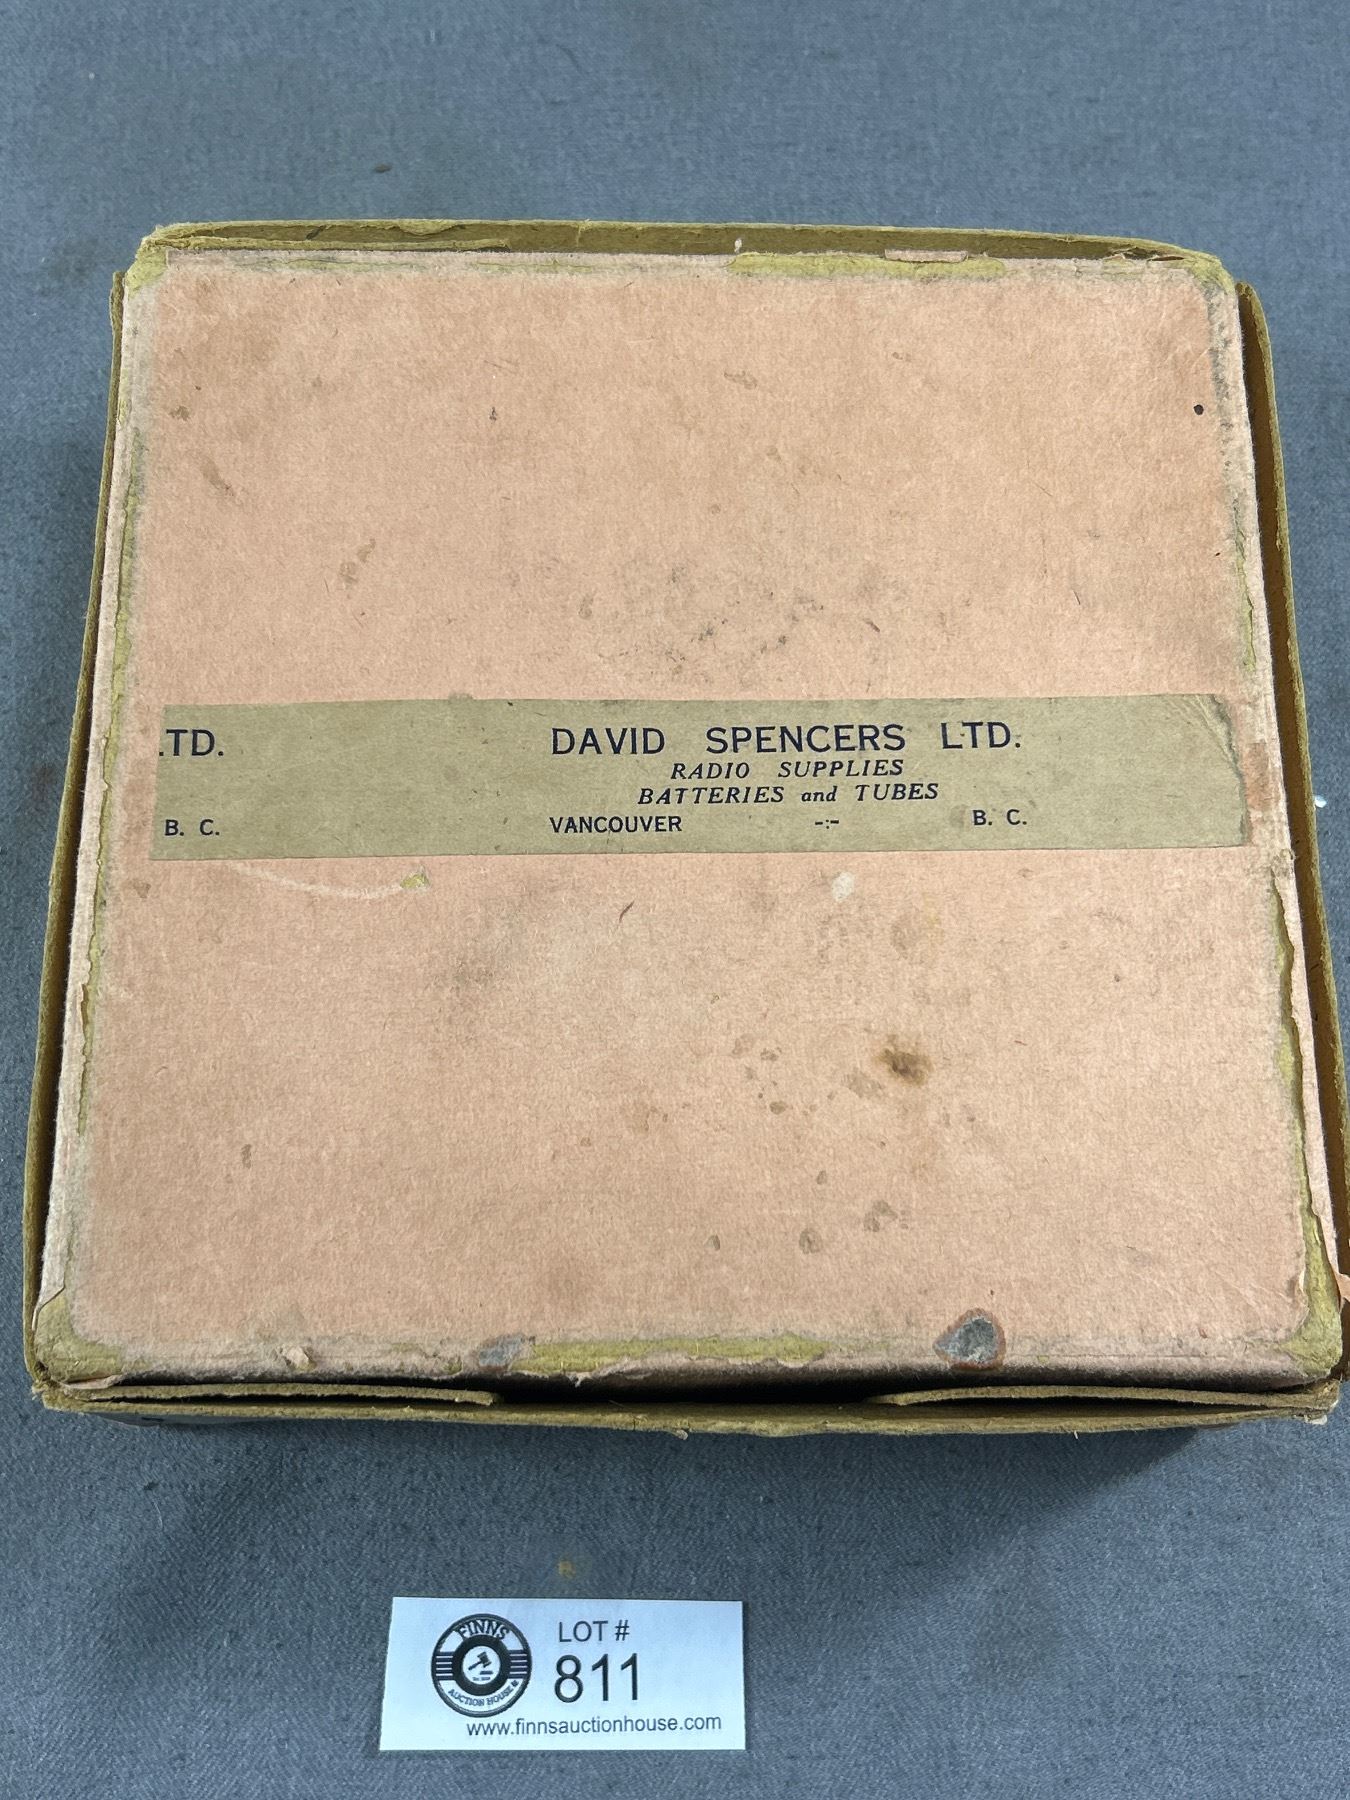 .TD. DAVID SPENCERS LTD.
RADIO SUPPLIES
BATTERIES and TUBES
B. C. VANCOUVER -:- B. C.
FINNS
AUCTION HOUSE
LOT #
811
www.finnsauctionhouse.com